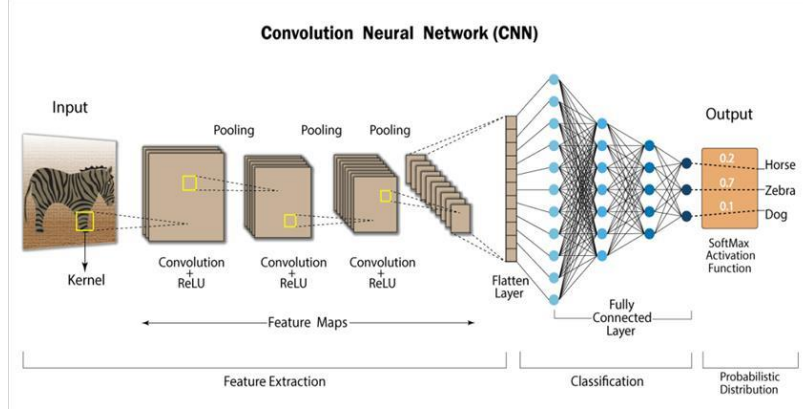 Convolution Neural Network (CNN)
Input
Output
Pooling
Pooling
Pooling
Kernel
Convolution
+
ReLU
Convolution
+
ReLU
Convolution
+
ReLU
Flatten
Layer
Feature Maps
Fully
Connected
Layer
0.2
Horse
0.7
Zebra
0.1
Dog
SoftMax
Activation
Function
Feature Extraction
Classification
Probabilistic
Distribution